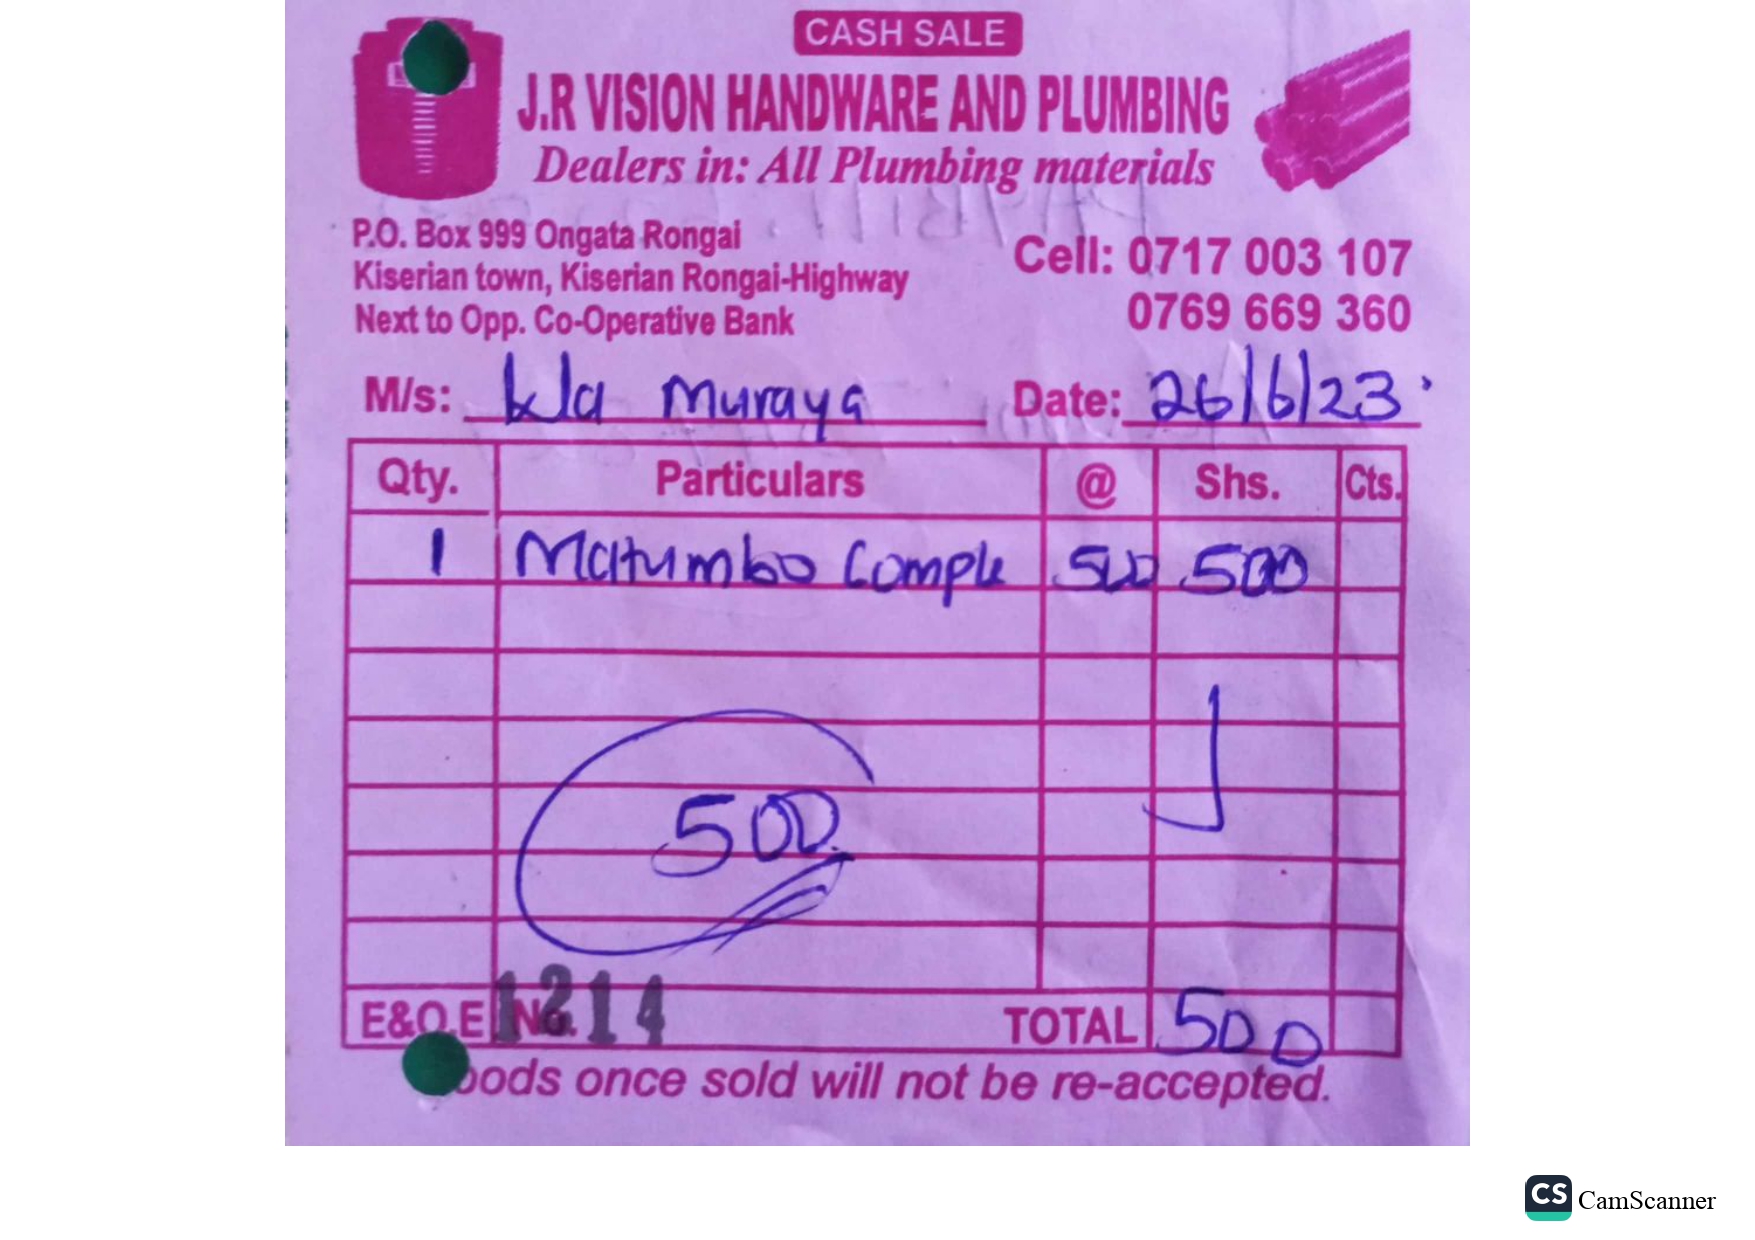 CASH SALE
J.R VISION HANDWARE AND PLUMBING
Dealers in: All Plumbing materials
P.O. Box 999 Ongata Rongai
Kiserian town, Kiserian Rongai-Highway
Next to Opp. Co-Operative Bank
Cell: 0717 003 107
0769 669 360
M/s: Muraya Date: 26/6/23
Qty. Particulars @ Shs. Cts.
1 Matumbo Comple 500 500
500
E&O.E No. 1214 TOTAL 500
oods once sold will not be re-accepted.
CS CamScanner